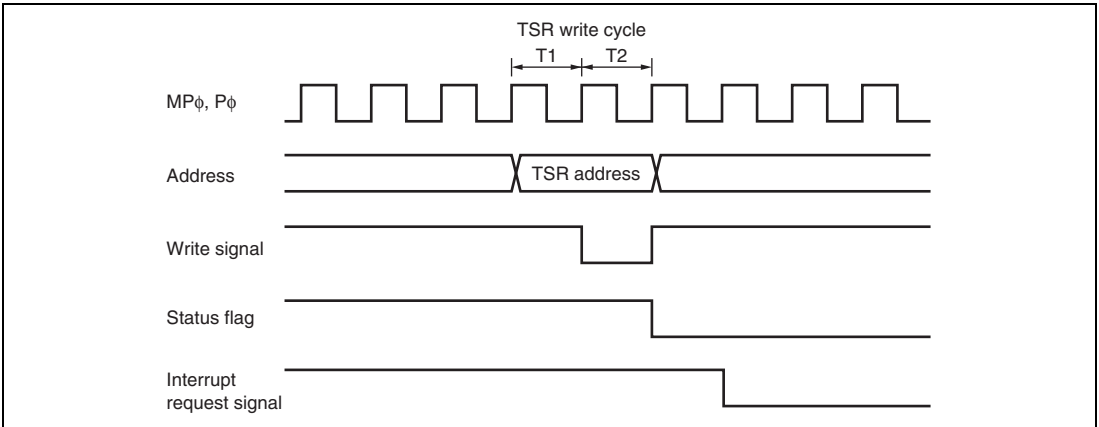 TSR write cycle
T1 T2
MPφ, Pφ
Address
TSR address
Write signal
Status flag
Interrupt
request signal